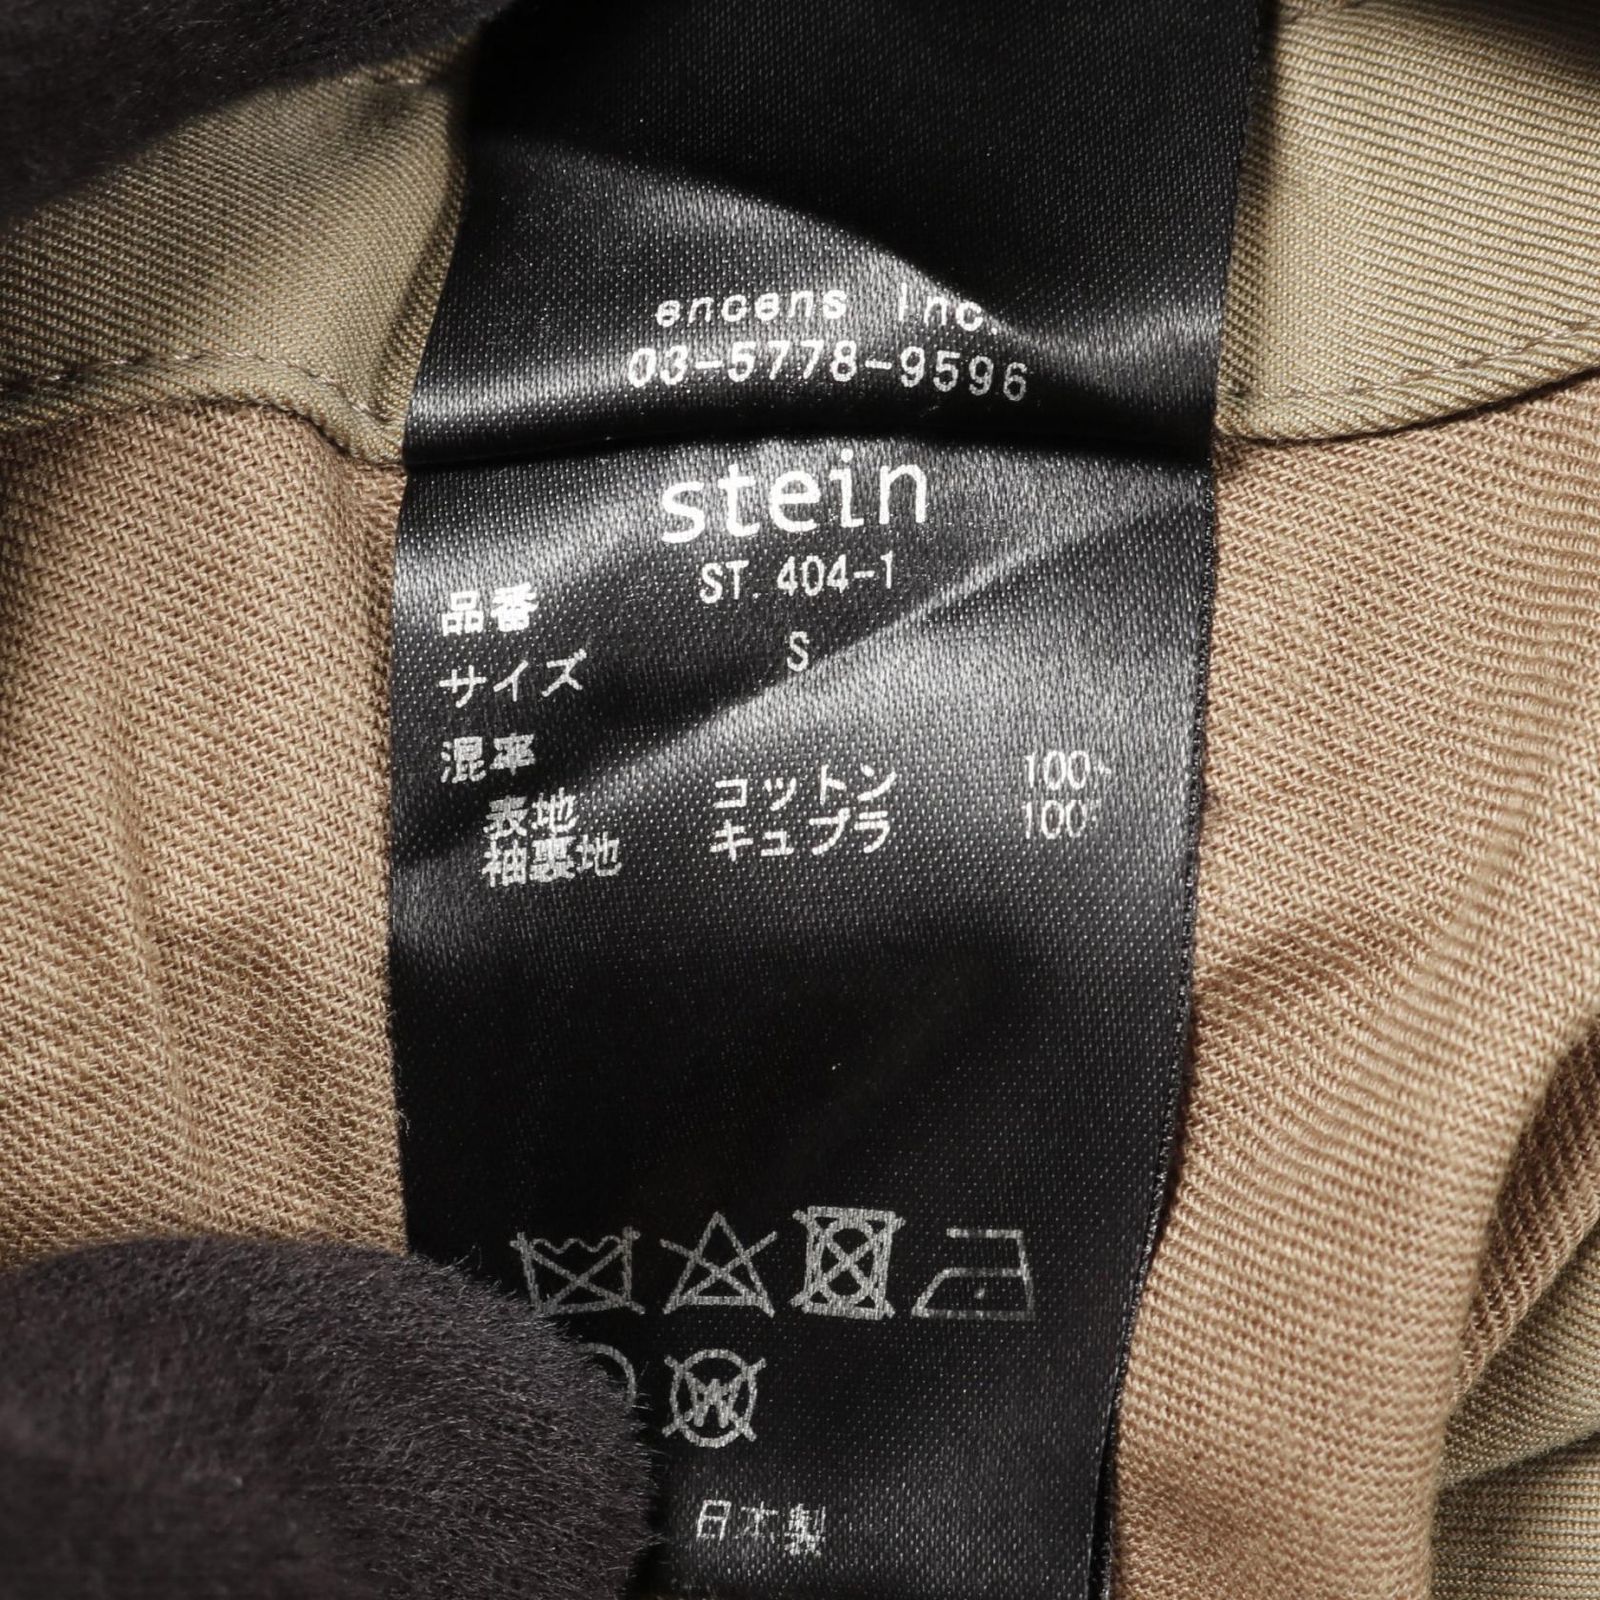 encens Inc.
03-5778-9596
stein
品番 ST.404-1
サイズ S
混率
表地 コットン 100%
袖裏地 キュプラ 100%
W
日本製